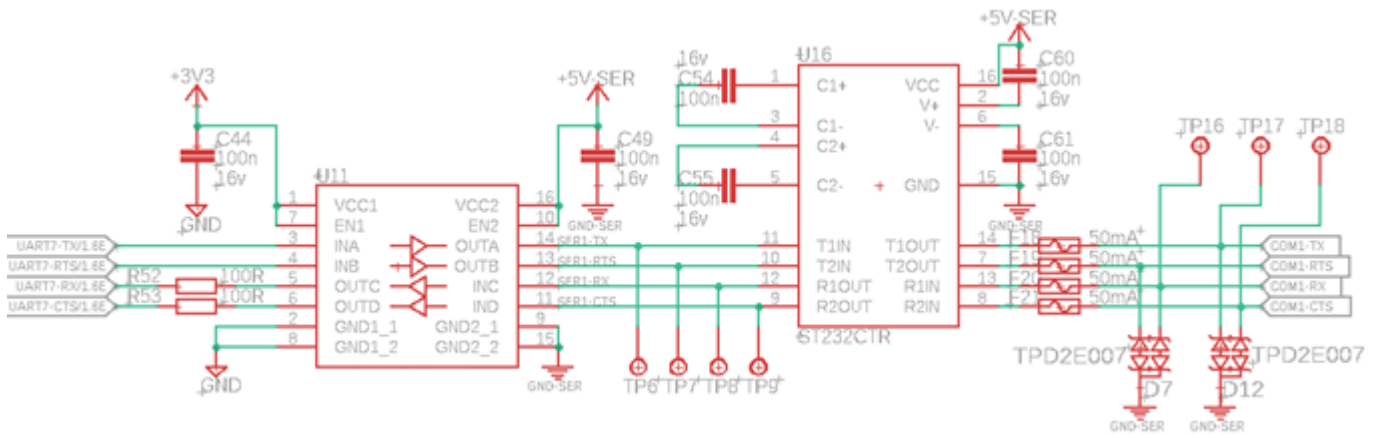 +5V-SER
U16
16v
C54
100n
1
C1+
3
C1-
4
C2+
C55
100n
16v
5
C2-
VCC
16
V+
2
V-
6
GND
15
C60
100n
16v
C61
100n
16v
GND-SER
+3V3
C44
100n
16v
GND
+5V-SER
C49
100n
16v
GND-SER
U11
1
VCC1
VCC2
16
7
EN1
EN2
10
UART7-TX/1.6E
3
INA
OUTA
14
SER1-TX
11
T1IN
T1OUT
14
F18
50mA
COM1-TX
UART7-RTS/1.6E
4
INB
OUTB
13
SER1-RTS
10
T2IN
T2OUT
7
F19
50mA
COM1-RTS
UART7-RX/1.6E
R52
100R
5
OUTC
INC
12
SER1-RX
12
R1OUT
R1IN
13
F20
50mA
COM1-RX
UART7-CTS/1.6E
R53
100R
6
OUTD
IND
11
SER1-CTS
9
R2OUT
R2IN
8
F21
50mA
COM1-CTS
2
GND1_1
GND2_1
9
8
GND1_2
GND2_2
15
GND
GND-SER
ST232CTR
TP6
TP7
TP8
TP9
TP16
TP17
TP18
TPD2E007
TPD2E007
D7
D12
GND-SER
GND-SER